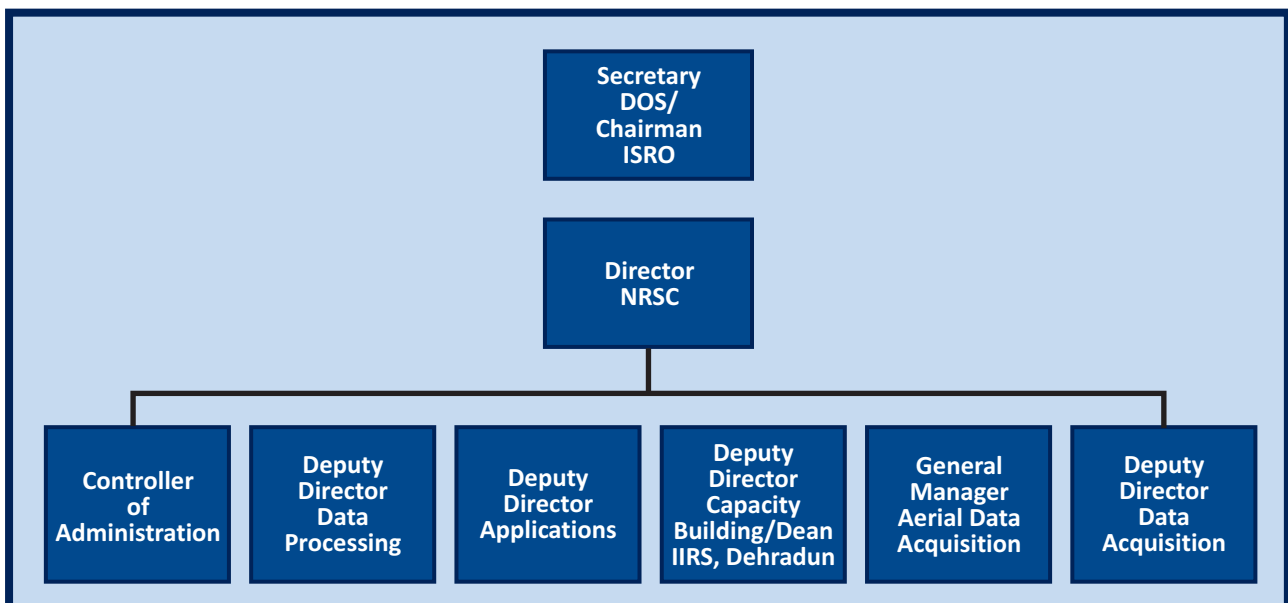 Secretary
DOS/
Chairman
ISRO
Director
NRSC
Controller
of
Administration
Deputy
Director
Data
Processing
Deputy
Director
Applications
Deputy
Director
Capacity
Building/Dean
IIRS, Dehradun
General
Manager
Aerial Data
Acquisition
Deputy
Director
Data
Acquisition